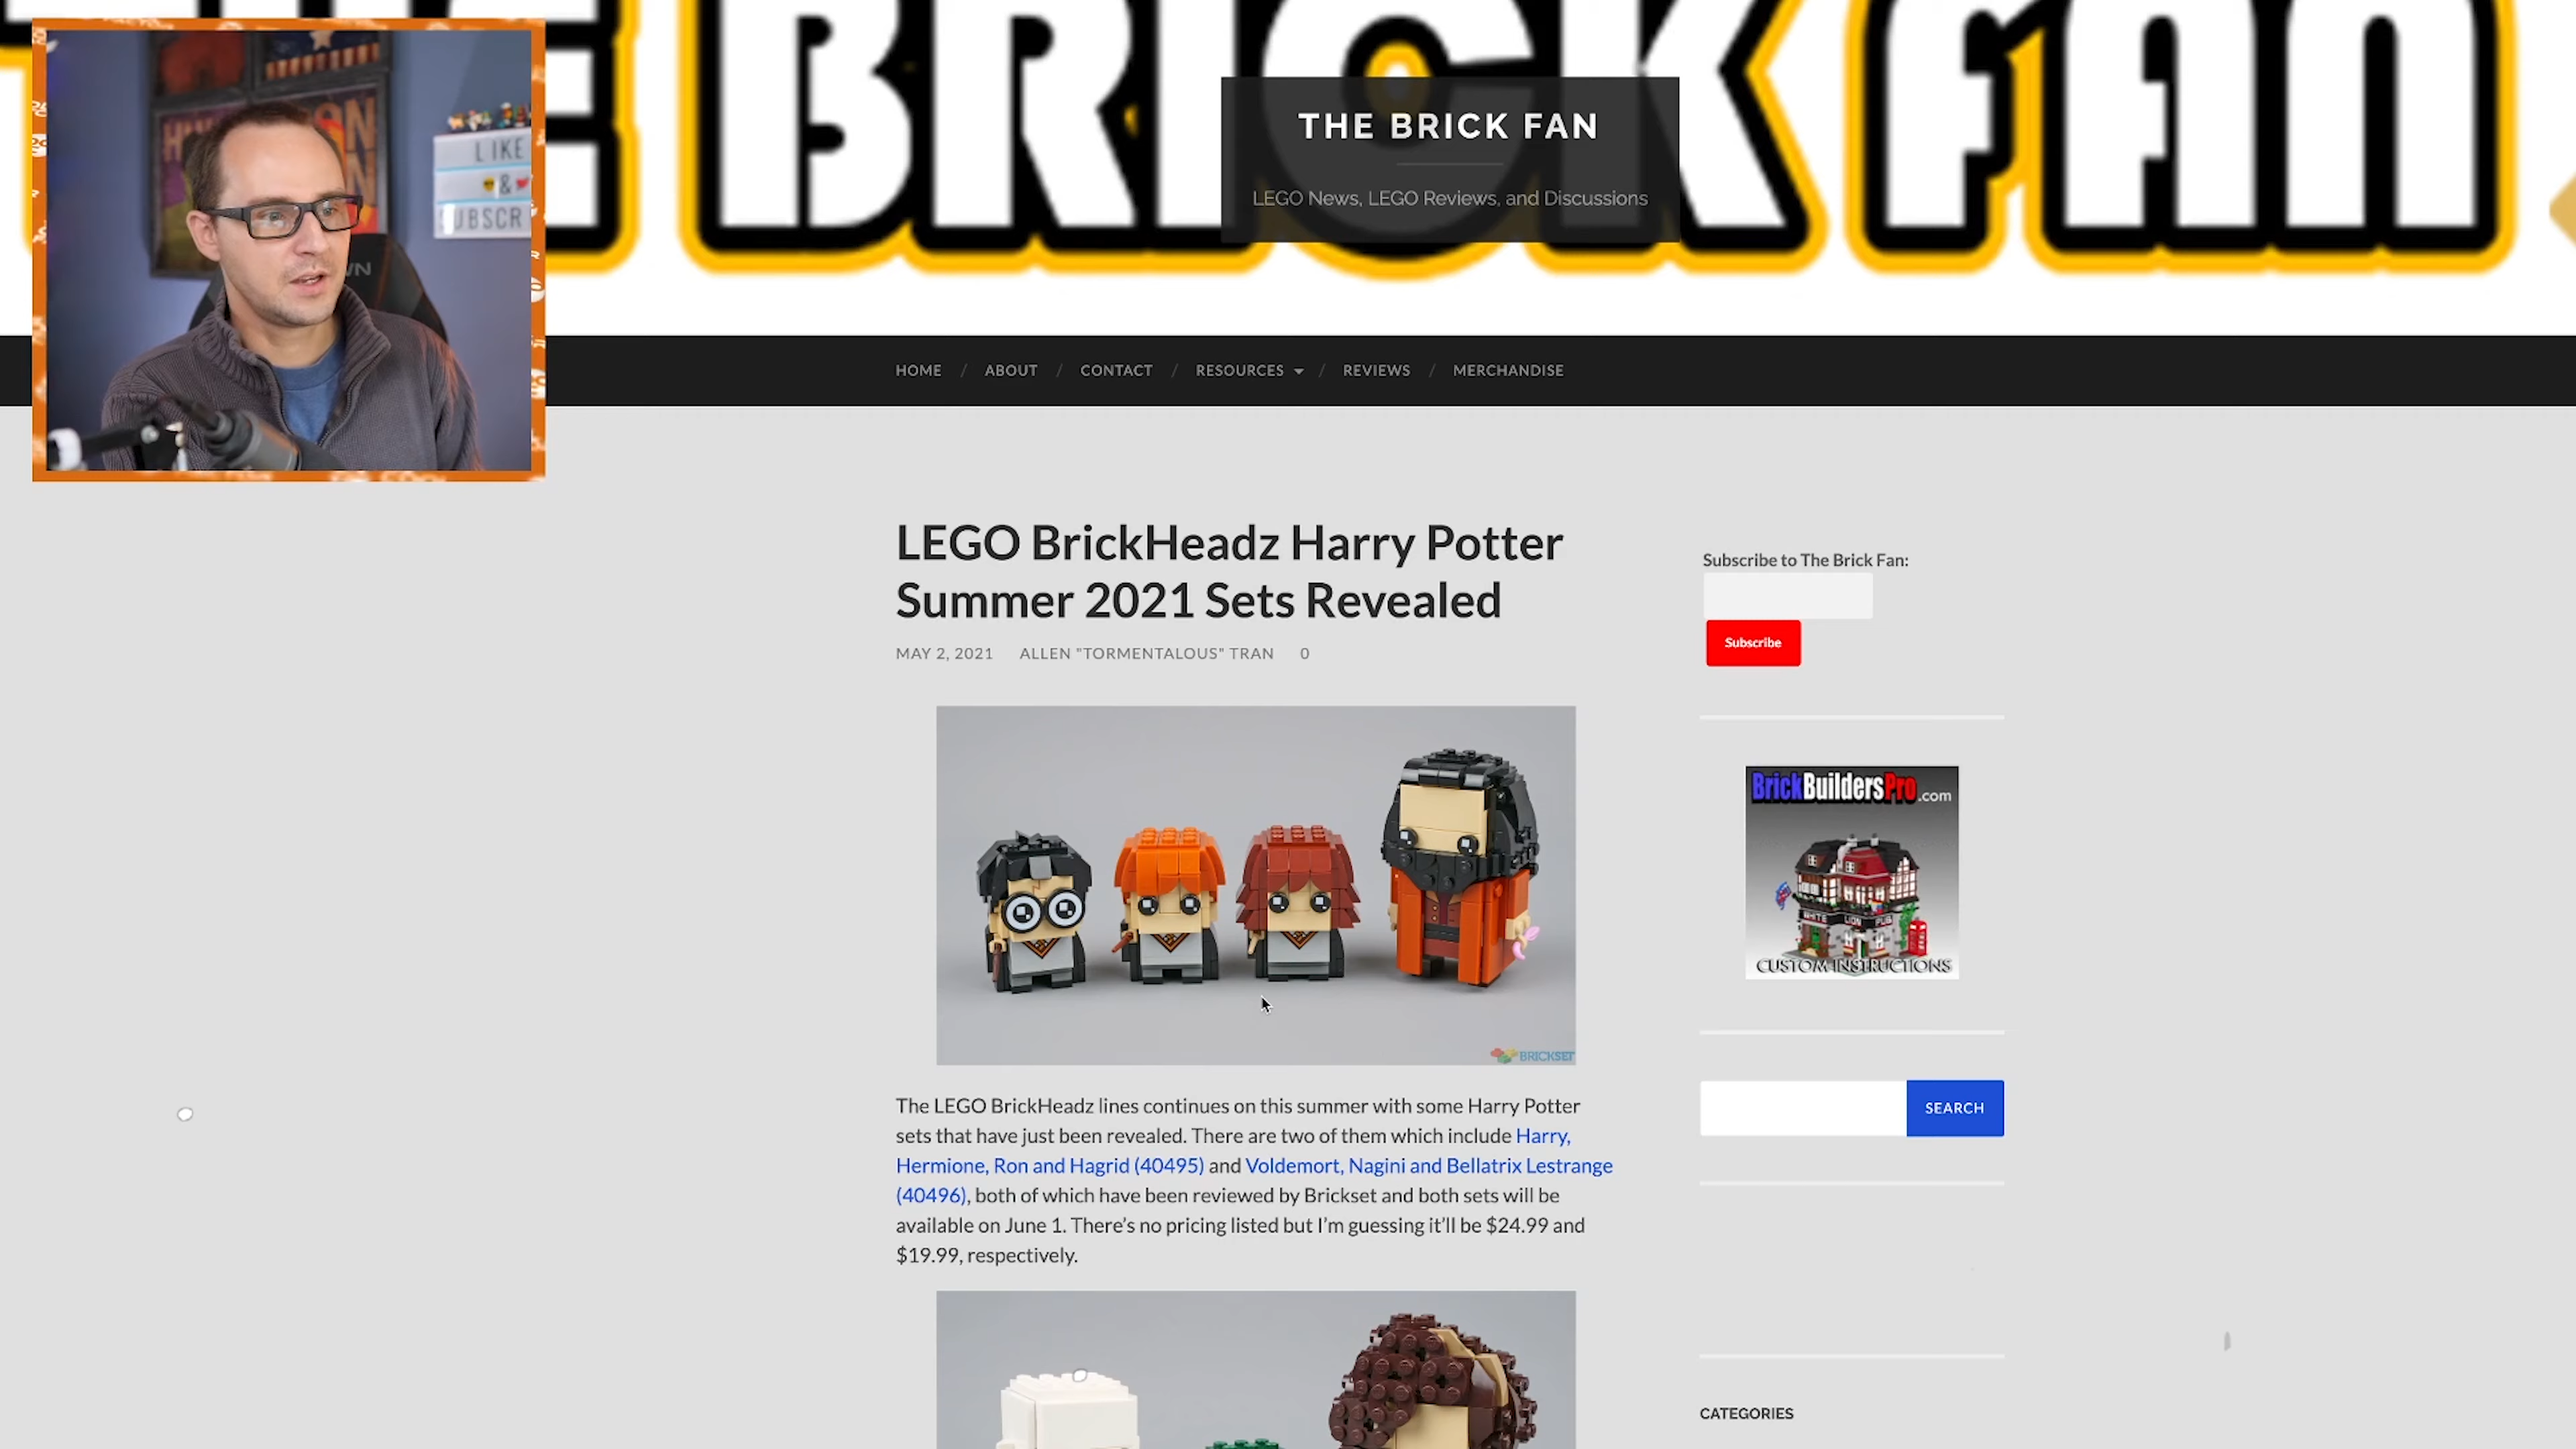 BRICK FAN
THE BRICK FAN
LEGO News, LEGO Reviews, and Discussions
LIKE
&
SUBSCR
HOME / ABOUT / CONTACT / RESOURCES / REVIEWS / MERCHANDISE
LEGO BrickHeadz Harry Potter
Summer 2021 Sets Revealed
MAY 2, 2021 ALLEN "TORMENTALOUS" TRAN 0
BRICKSET
The LEGO BrickHeadz lines continues on this summer with some Harry Potter
sets that have just been revealed. There are two of them which include Harry,
Hermione, Ron and Hagrid (40495) and Voldemort, Nagini and Bellatrix Lestrange
(40496), both of which have been reviewed by Brickset and both sets will be
available on June 1. There's no pricing listed but I'm guessing it'll be $24.99 and
$19.99, respectively.
Subscribe to The Brick Fan:
Subscribe
BrickBuildersPro.com
WHITE LION PUB
CUSTOM INSTRUCTIONS
SEARCH
CATEGORIES